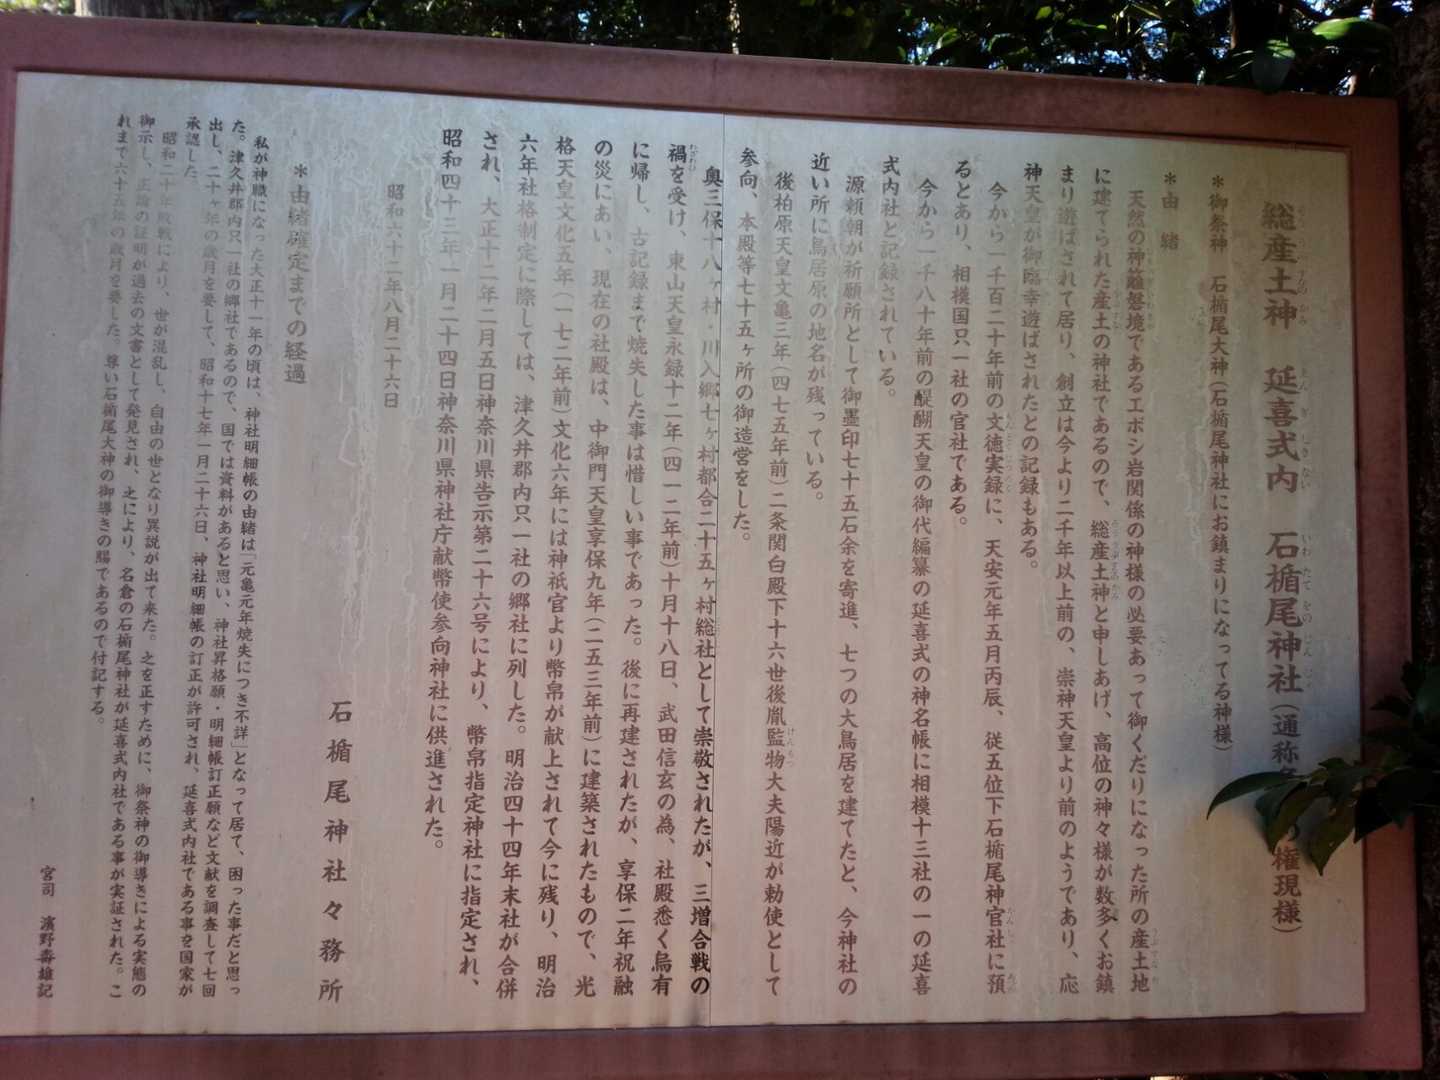 総産土神 延喜式内 石楯尾神社(通称 権現様)
*御祭神 石楯尾大神(石楯尾神社にお鎮まりになってる神様)
*由緒
天然の神籬磐境であるエボシ岩関係の神様の必要あって御くだりになった所の産土地
に建てられた産土の神社であるので、総産土神と申しあげ、高位の神々様が数多くお鎮
まり遊ばされて居り、創立は今より二千年以上前の、崇神天皇より前のようであり、応
神天皇が御臨幸遊ばされたとの記録もある。
今から一千百二十年前の文徳実録に、天安元年五月丙辰、従五位下石楯尾神官社に預
るとあり、相模国只一社の官社である。
今から一千八十年前の醍醐天皇の御代編纂の延喜式の神名帳に相模十三社の一の延喜
式内社と記録されている。
源頼朝が祈願所として御墨印七十五石余を寄進、七つの大鳥居を建てたと、今神社の
近い所に鳥居原の地名が残っている。
後柏原天皇文亀三年(四七五年前)二条関白殿下十六世後胤監物大夫陽近が勅使として
参向、本殿等七十五ヶ所の御造営をした。
奥三保十八ヶ村・川入郷七ヶ村都合二十五ヶ村総社として崇敬されたが、三増合戦の
禍を受け、東山天皇永録十二年(四一二年前)十月十八日、武田信玄の為、社殿悉く烏有
に帰し、古記録まで焼失した事は惜しい事であった。後に再建されたが、享保二年祝融
の災にあい、現在の社殿は、中御門天皇享保九年(二五三年前)に建築されたもので、光
格天皇文化五年(一七二年前)文化六年には神祇官より幣帛が献上されて今に残り、明治
六年社格制定に際しては、津久井郡内只一社の郷社に列した。明治四十四年末社が合併
され、大正十二年二月五日神奈川県告示第二十六号により、幣帛指定神社に指定され、
昭和四十三年一月二十四日神奈川県神社庁献幣使参向神社に供進された。
昭和六十二年八月二十六日
石楯尾神社々務所
*由緒確定までの経過
私が神職になった大正十一年の頃は、神社明細帳の由緒は「元亀元年焼失につき不詳」となって居て、困った事だと思っ
た。津久井郡内只一社の郷社であるので、国では資料があると思い、神社昇格願・明細帳訂正願など文献を調査して七回
出し、二十ヶ年の歳月を要して、昭和十七年一月二十六日、神社明細帳の訂正が許可され、延喜式内社である事を国家が
承認した。
昭和二十年敗戦により、世が混乱し、自由の世となり異説が出て来た。之を正すために、御祭神の御導きによる実態の
御示し、正論の証明が過去の文書として発見され、之により、名倉の石楯尾神社が延喜式内社である事が実証された。こ
れまで六十五年の歳月を要した。尊い石楯尾大神の御導きの賜であるので付記する。
宮司 濱野壽雄記